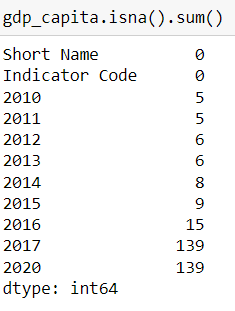 gdp_capita.isna().sum()
Short Name 0
Indicator Code 0
2010 5
2011 5
2012 6
2013 6
2014 8
2015 9
2016 15
2017 139
2020 139
dtype: int64